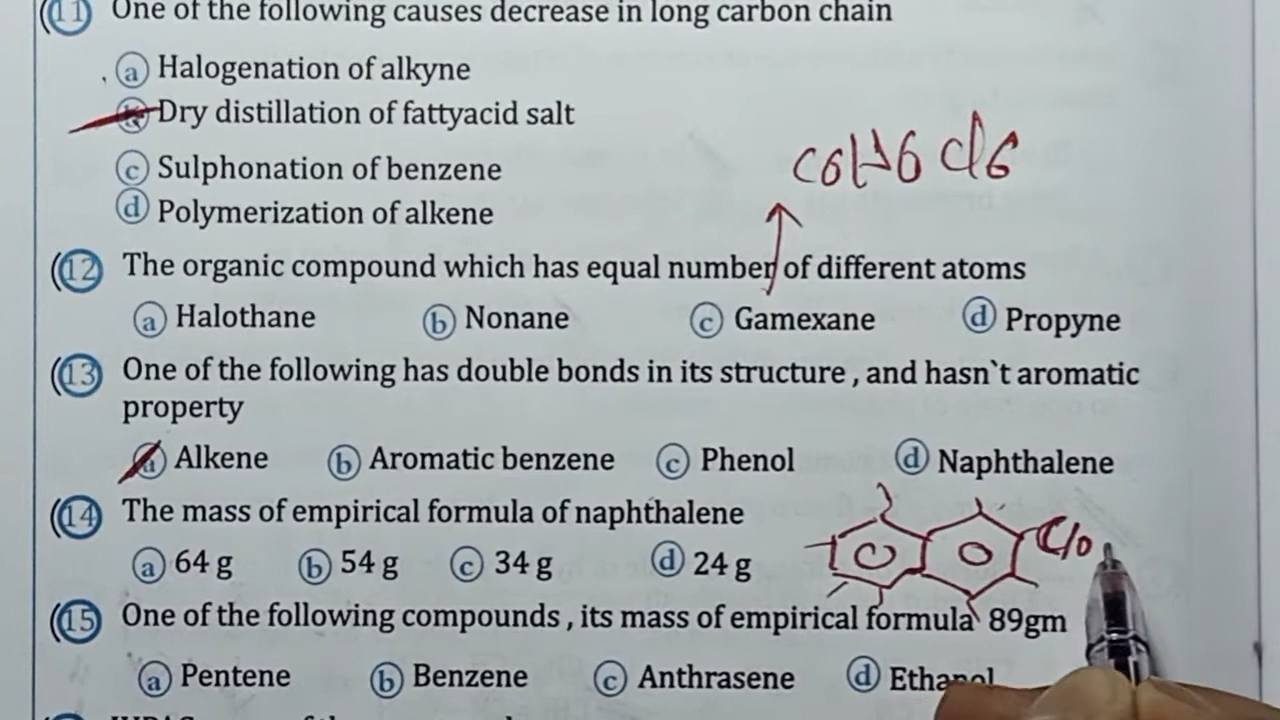 (11) One of the following causes decrease in long carbon chain
a Halogenation of alkyne
Dry distillation of fattyacid salt
c Sulphonation of benzene
d Polymerization of alkene
C6H6Cl6
(12) The organic compound which has equal number of different atoms
a Halothane b Nonane c Gamexane d Propyne
(13) One of the following has double bonds in its structure , and hasn`t aromatic
property
a Alkene b Aromatic benzene c Phenol d Naphthalene
(14) The mass of empirical formula of naphthalene
a 64 g b 54 g c 34 g d 24 g
(15) One of the following compounds , its mass of empirical formula 89gm
a Pentene b Benzene c Anthrasene d Ethanol